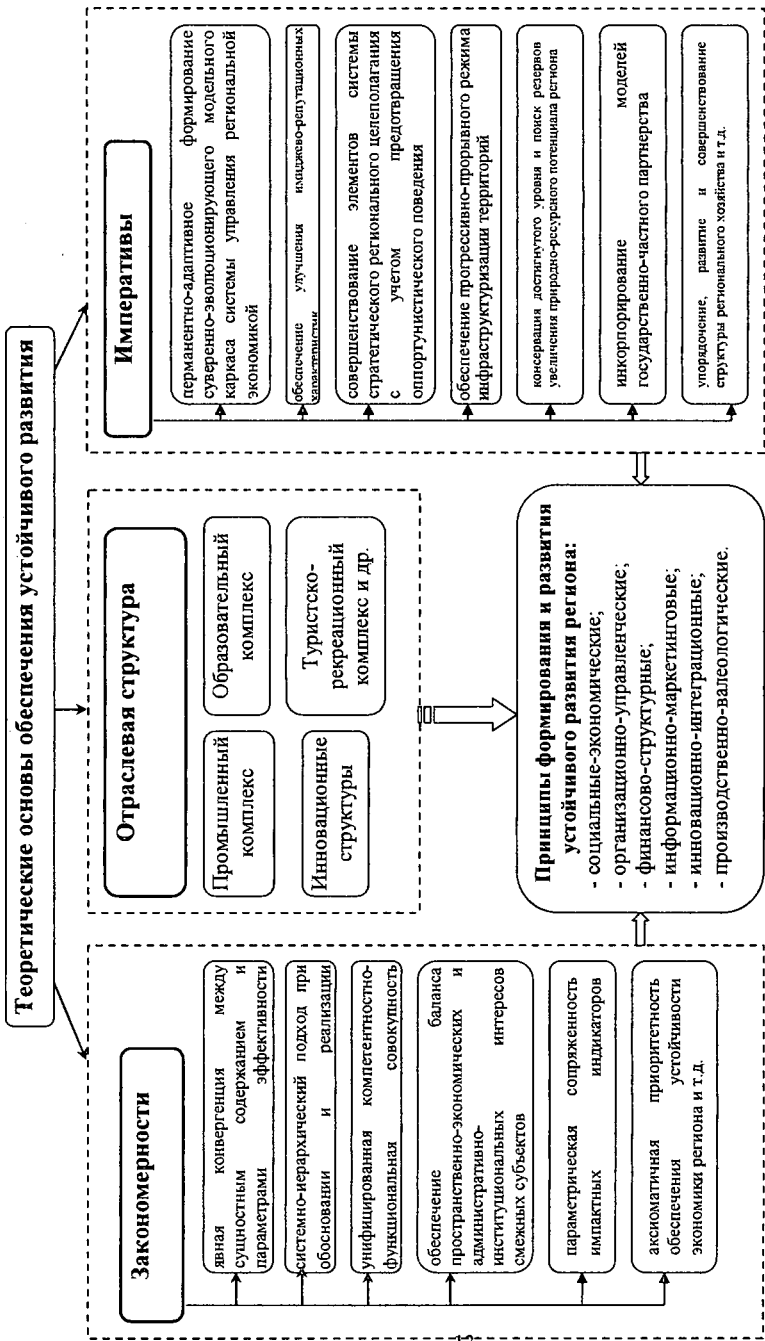 Теоретические основы обеспечения устойчивого развития
Закономерности
явная конвергенция между
сущностным содержанием и
параметрами эффективности
системно-иерархический подход при
обосновании и реализации
унифицированная компетентностно-
функциональная совокупность
обеспечение баланса
пространственно-экономических и
административно-
институциональных интересов
смежных субъектов
параметрическая сопряженность
импактных индикаторов
аксиоматичная приоритетность
обеспечения устойчивости
экономики региона и т.д.
Отраслевая структура
Промышленный
комплекс
Образовательный
комплекс
Инновационные
структуры
Туристско-
рекреационный
комплекс и др.
Императивы
перманентно-адаптивное формирование
суверенно-эволюционирующего модельного
каркаса системы управления региональной
экономикой
обеспечение улучшения имиджево-репутационных
характеристик
совершенствование элементов системы
стратегического регионального целеполагания
с учетом предотвращения
оппортунистического поведения
обеспечение прогрессивно-прорывного режима
инфраструктуризации территорий
консервация достигнутого уровня и поиск резервов
увеличения природно-ресурсного потенциала региона
инкорпорирование моделей
государственно-частного партнерства
упорядочение, развитие и совершенствование
структуры регионального хозяйства и т.д.
Принципы формирования и развития
устойчивого развития региона:
- социальные-экономические;
- организационно-управленческие;
- финансово-структурные;
- информационно-маркетинговые;
- инновационно-интеграционные;
- производственно-валеологические.